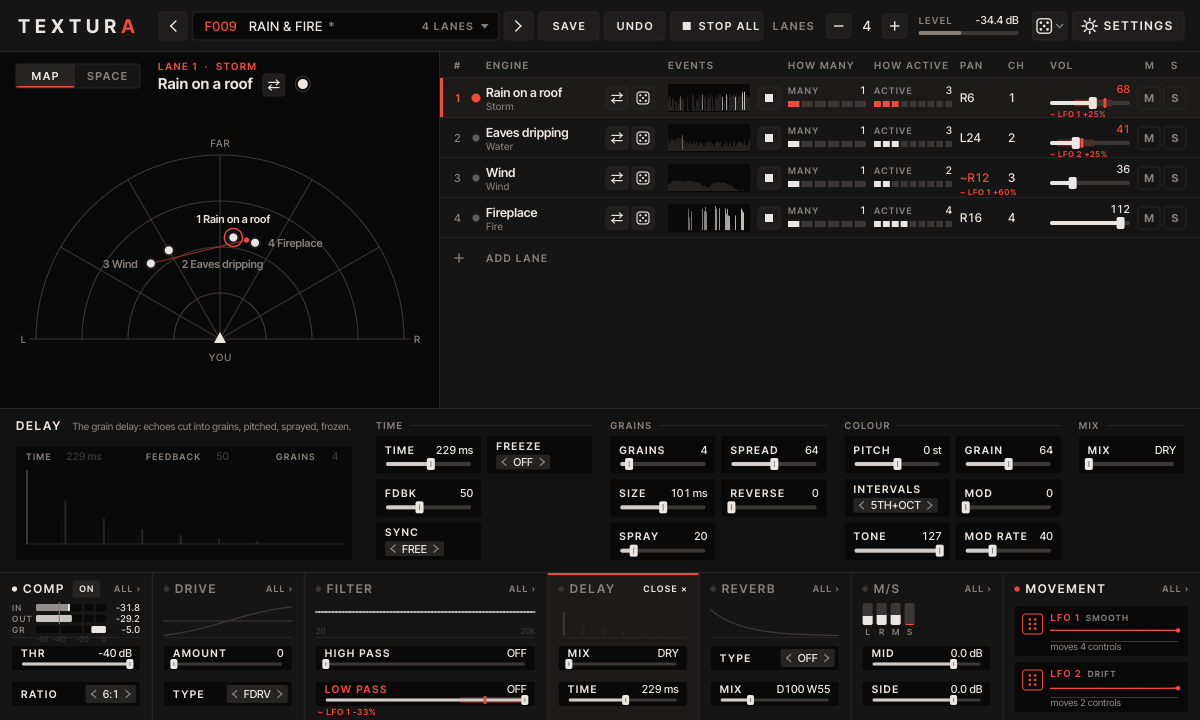 TEXTURA
F009 RAIN & FIRE * 4 LANES
SAVE
UNDO
STOP ALL
LANES
4
LEVEL -34.4 dB
SETTINGS
MAP SPACE
LANE 1 · STORM
Rain on a roof
FAR
1 Rain on a roof
4 Fireplace
3 Wind
2 Eaves dripping
L
R
YOU
# ENGINE EVENTS HOW MANY HOW ACTIVE PAN CH VOL M S
1 Rain on a roof MANY 1 ACTIVE 3 R6 1 68 M S
Storm
~ LFO 1 +25%
2 Eaves dripping MANY 1 ACTIVE 3 L24 2 41 M S
Water
~ LFO 2 +25%
3 Wind MANY 1 ACTIVE 2 ~R12 3 36 M S
Wind
~ LFO 1 +60%
4 Fireplace MANY 1 ACTIVE 4 R16 4 112 M S
Fire
+ ADD LANE
DELAY The grain delay: echoes cut into grains, pitched, sprayed, frozen.
TIME 229 ms FEEDBACK 50 GRAINS 4
TIME
TIME 229 ms
FREEZE
< OFF >
FDBK 50
SYNC
< FREE >
GRAINS
GRAINS 4
SPREAD 64
SIZE 101 ms
REVERSE 0
SPRAY 20
COLOUR
PITCH 0 st
GRAIN 64
INTERVALS
< 5TH+OCT >
MOD 0
TONE 127
MOD RATE 40
MIX
MIX DRY
COMP ON ALL ›
IN -31.8
OUT -29.2
GR -5.0
-60 -40 -20 0
THR -40 dB
RATIO < 6:1 >
DRIVE ALL ›
AMOUNT 0
TYPE < FDRV >
FILTER ALL ›
20 20k
HIGH PASS OFF
LOW PASS OFF
~ LFO 1 -33%
DELAY CLOSE ×
MIX DRY
TIME 229 ms
REVERB ALL ›
TYPE < OFF >
MIX D100 W55
M/S ALL ›
L R M S
MID 0.0 dB
SIDE 0.0 dB
MOVEMENT ALL ›
LFO 1 SMOOTH
moves 4 controls
LFO 2 DRIFT
moves 2 controls